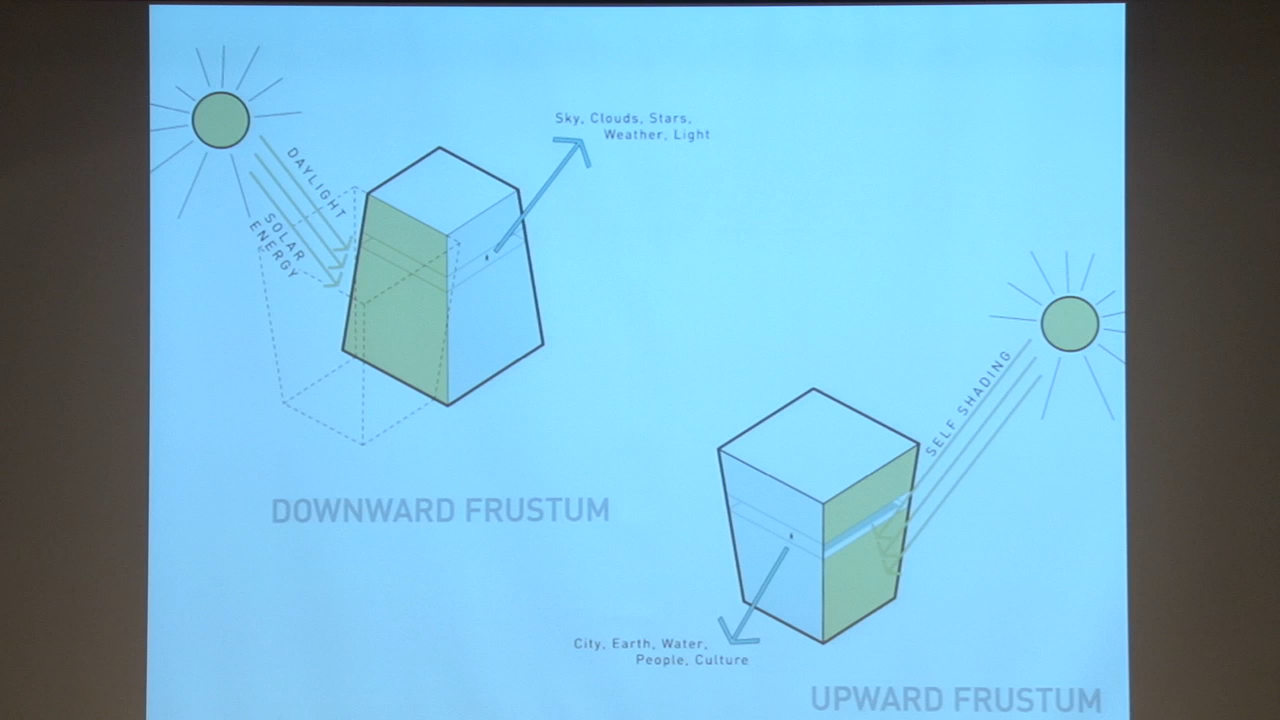 Sky, Clouds, Stars,
Weather, Light
DAYLIGHT
SOLAR
ENERGY
DOWNWARD FRUSTUM
SELF SHADING
City, Earth, Water,
People, Culture
UPWARD FRUSTUM